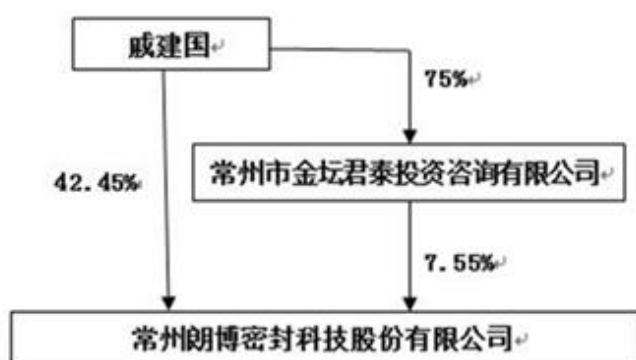 戚建国
75%
42.45%
常州市金坛君泰投资咨询有限公司
7.55%
常州朗博密封科技股份有限公司